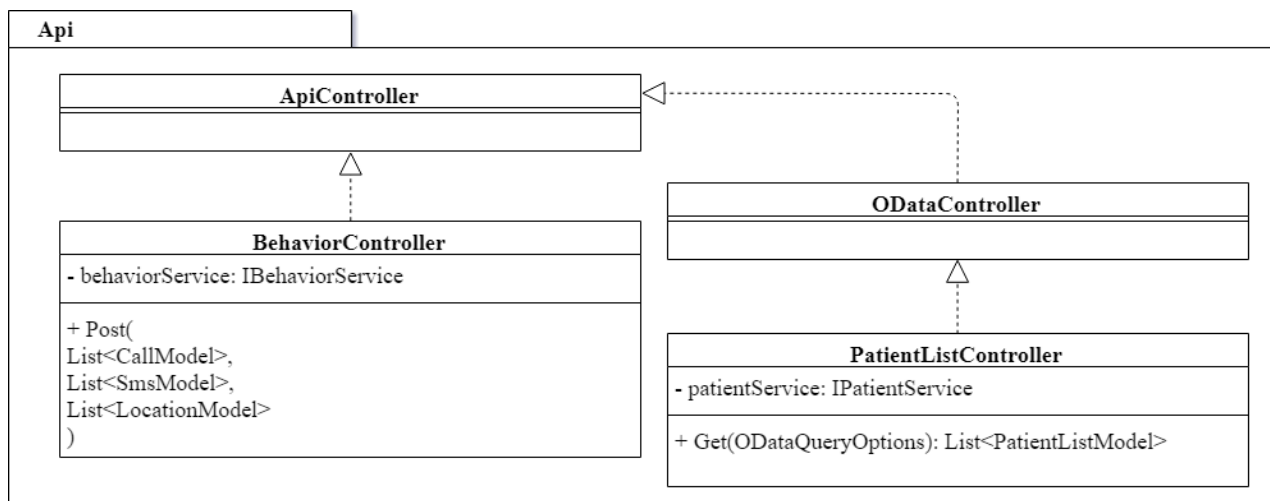 Api
ApiController
BehaviorController
- behaviorService: IBehaviorService
+ Post(
List<CallModel>,
List<SmsModel>,
List<LocationModel>
)
ODataController
PatientListController
- patientService: IPatientService
+ Get(ODataQueryOptions): List<PatientListModel>